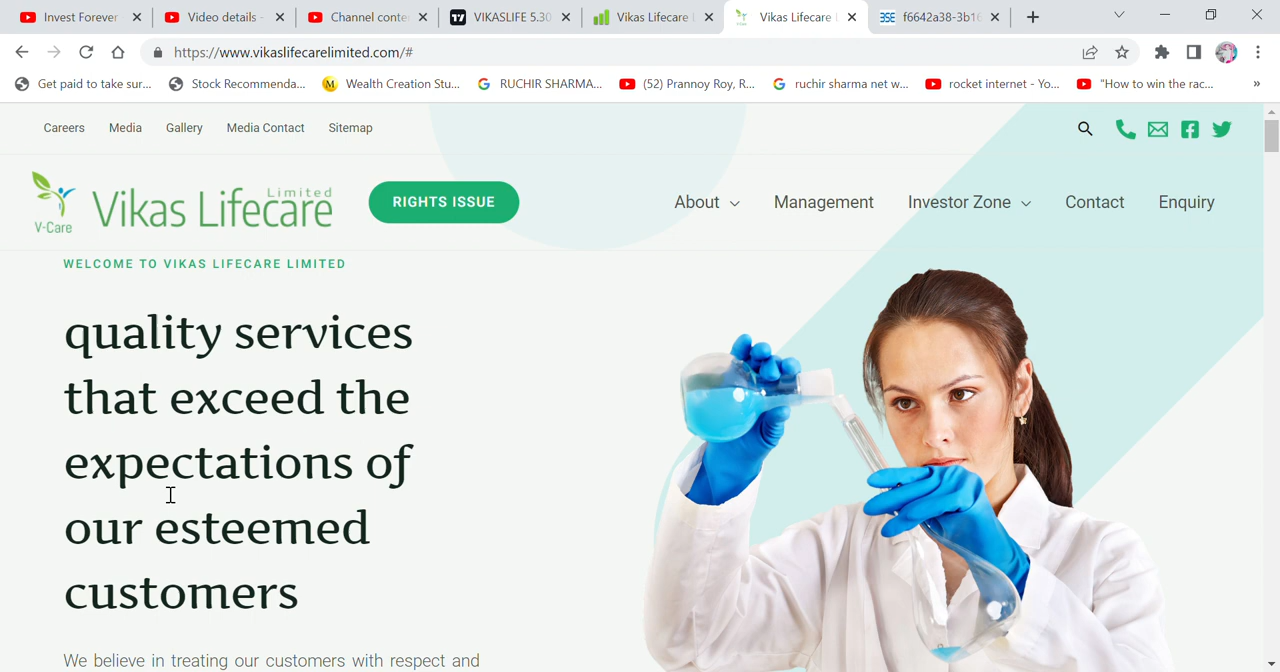 Invest Forever
Video details -
Channel conte
VIKASLIFE 5.30
Vikas Lifecare
Vikas Lifecare
f6642a38-3b16
https://www.vikaslifecarelimited.com/#
Get paid to take sur...
Stock Recommenda...
Wealth Creation Stu...
RUCHIR SHARMA...
(52) Prannoy Roy, R...
ruchir sharma net w...
rocket internet - Yo...
"How to win the rac...
»
Careers
Media
Gallery
Media Contact
Sitemap
V-Care
Vikas Lifecare
Limited
RIGHTS ISSUE
About
Management
Investor Zone
Contact
Enquiry
WELCOME TO VIKAS LIFECARE LIMITED
quality services
that exceed the
expectations of
our esteemed
customers
We believe in treating our customers with respect and